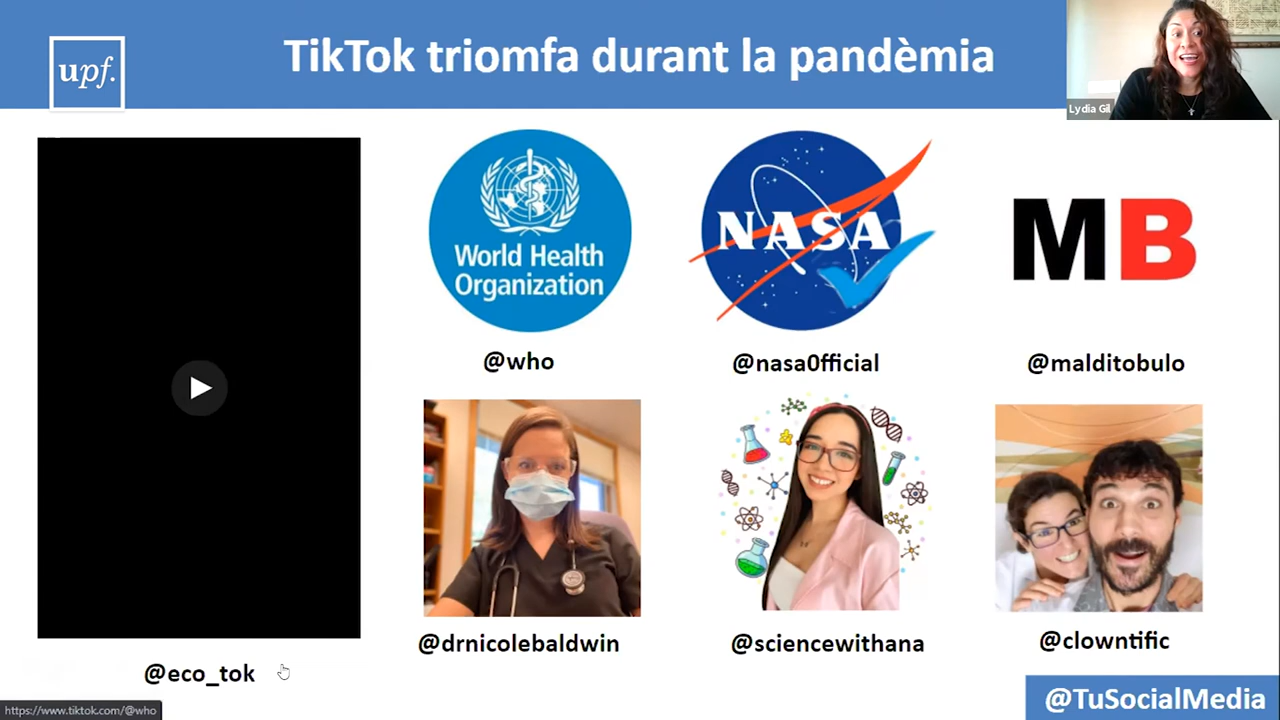 upf.
TikTok triomfa durant la pandèmia
Lydia Gil
World Health
Organization
NASA
MB
@who
@nasa0fficial
@malditobulo
@drnicolebaldwin
@sciencewithana
@clowntific
@eco_tok
https://www.tiktok.com/@who
@TuSocialMedia